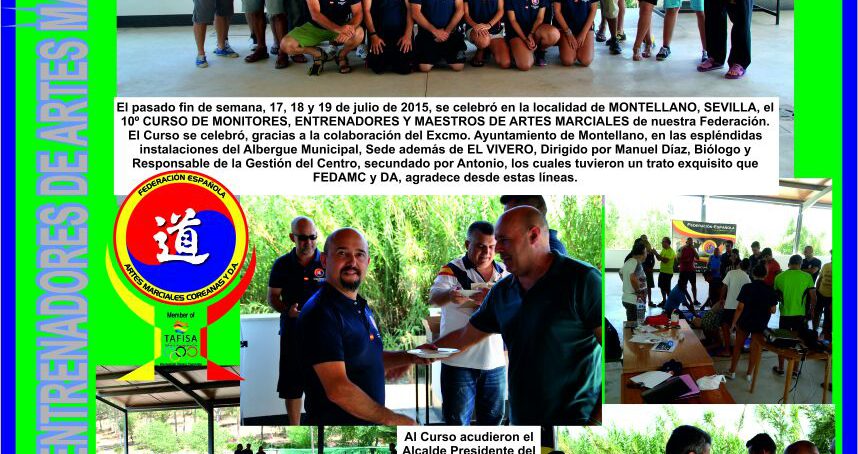 ENTRENADORES DE ARTES MA
El pasado fin de semana, 17, 18 y 19 de julio de 2015, se celebró en la localidad de MONTELLANO, SEVILLA, el
10º CURSO DE MONITORES, ENTRENADORES Y MAESTROS DE ARTES MARCIALES de nuestra Federación.
El Curso se celebró, gracias a la colaboración del Excmo. Ayuntamiento de Montellano, en las espléndidas
instalaciones del Albergue Municipal, Sede además de EL VIVERO, Dirigido por Manuel Díaz, Biólogo y
Responsable de la Gestión del Centro, secundado por Antonio, los cuales tuvieron un trato exquisito que
FEDAMC y DA, agradece desde estas líneas.
FEDERACIÓN ESPAÑOLA
道
ARTES MARCIALES COREANAS Y D.A.
Member of
TAFISA
FEDERACIÓN ESPAÑOLA
Al Curso acudieron el
Alcalde Presidente del